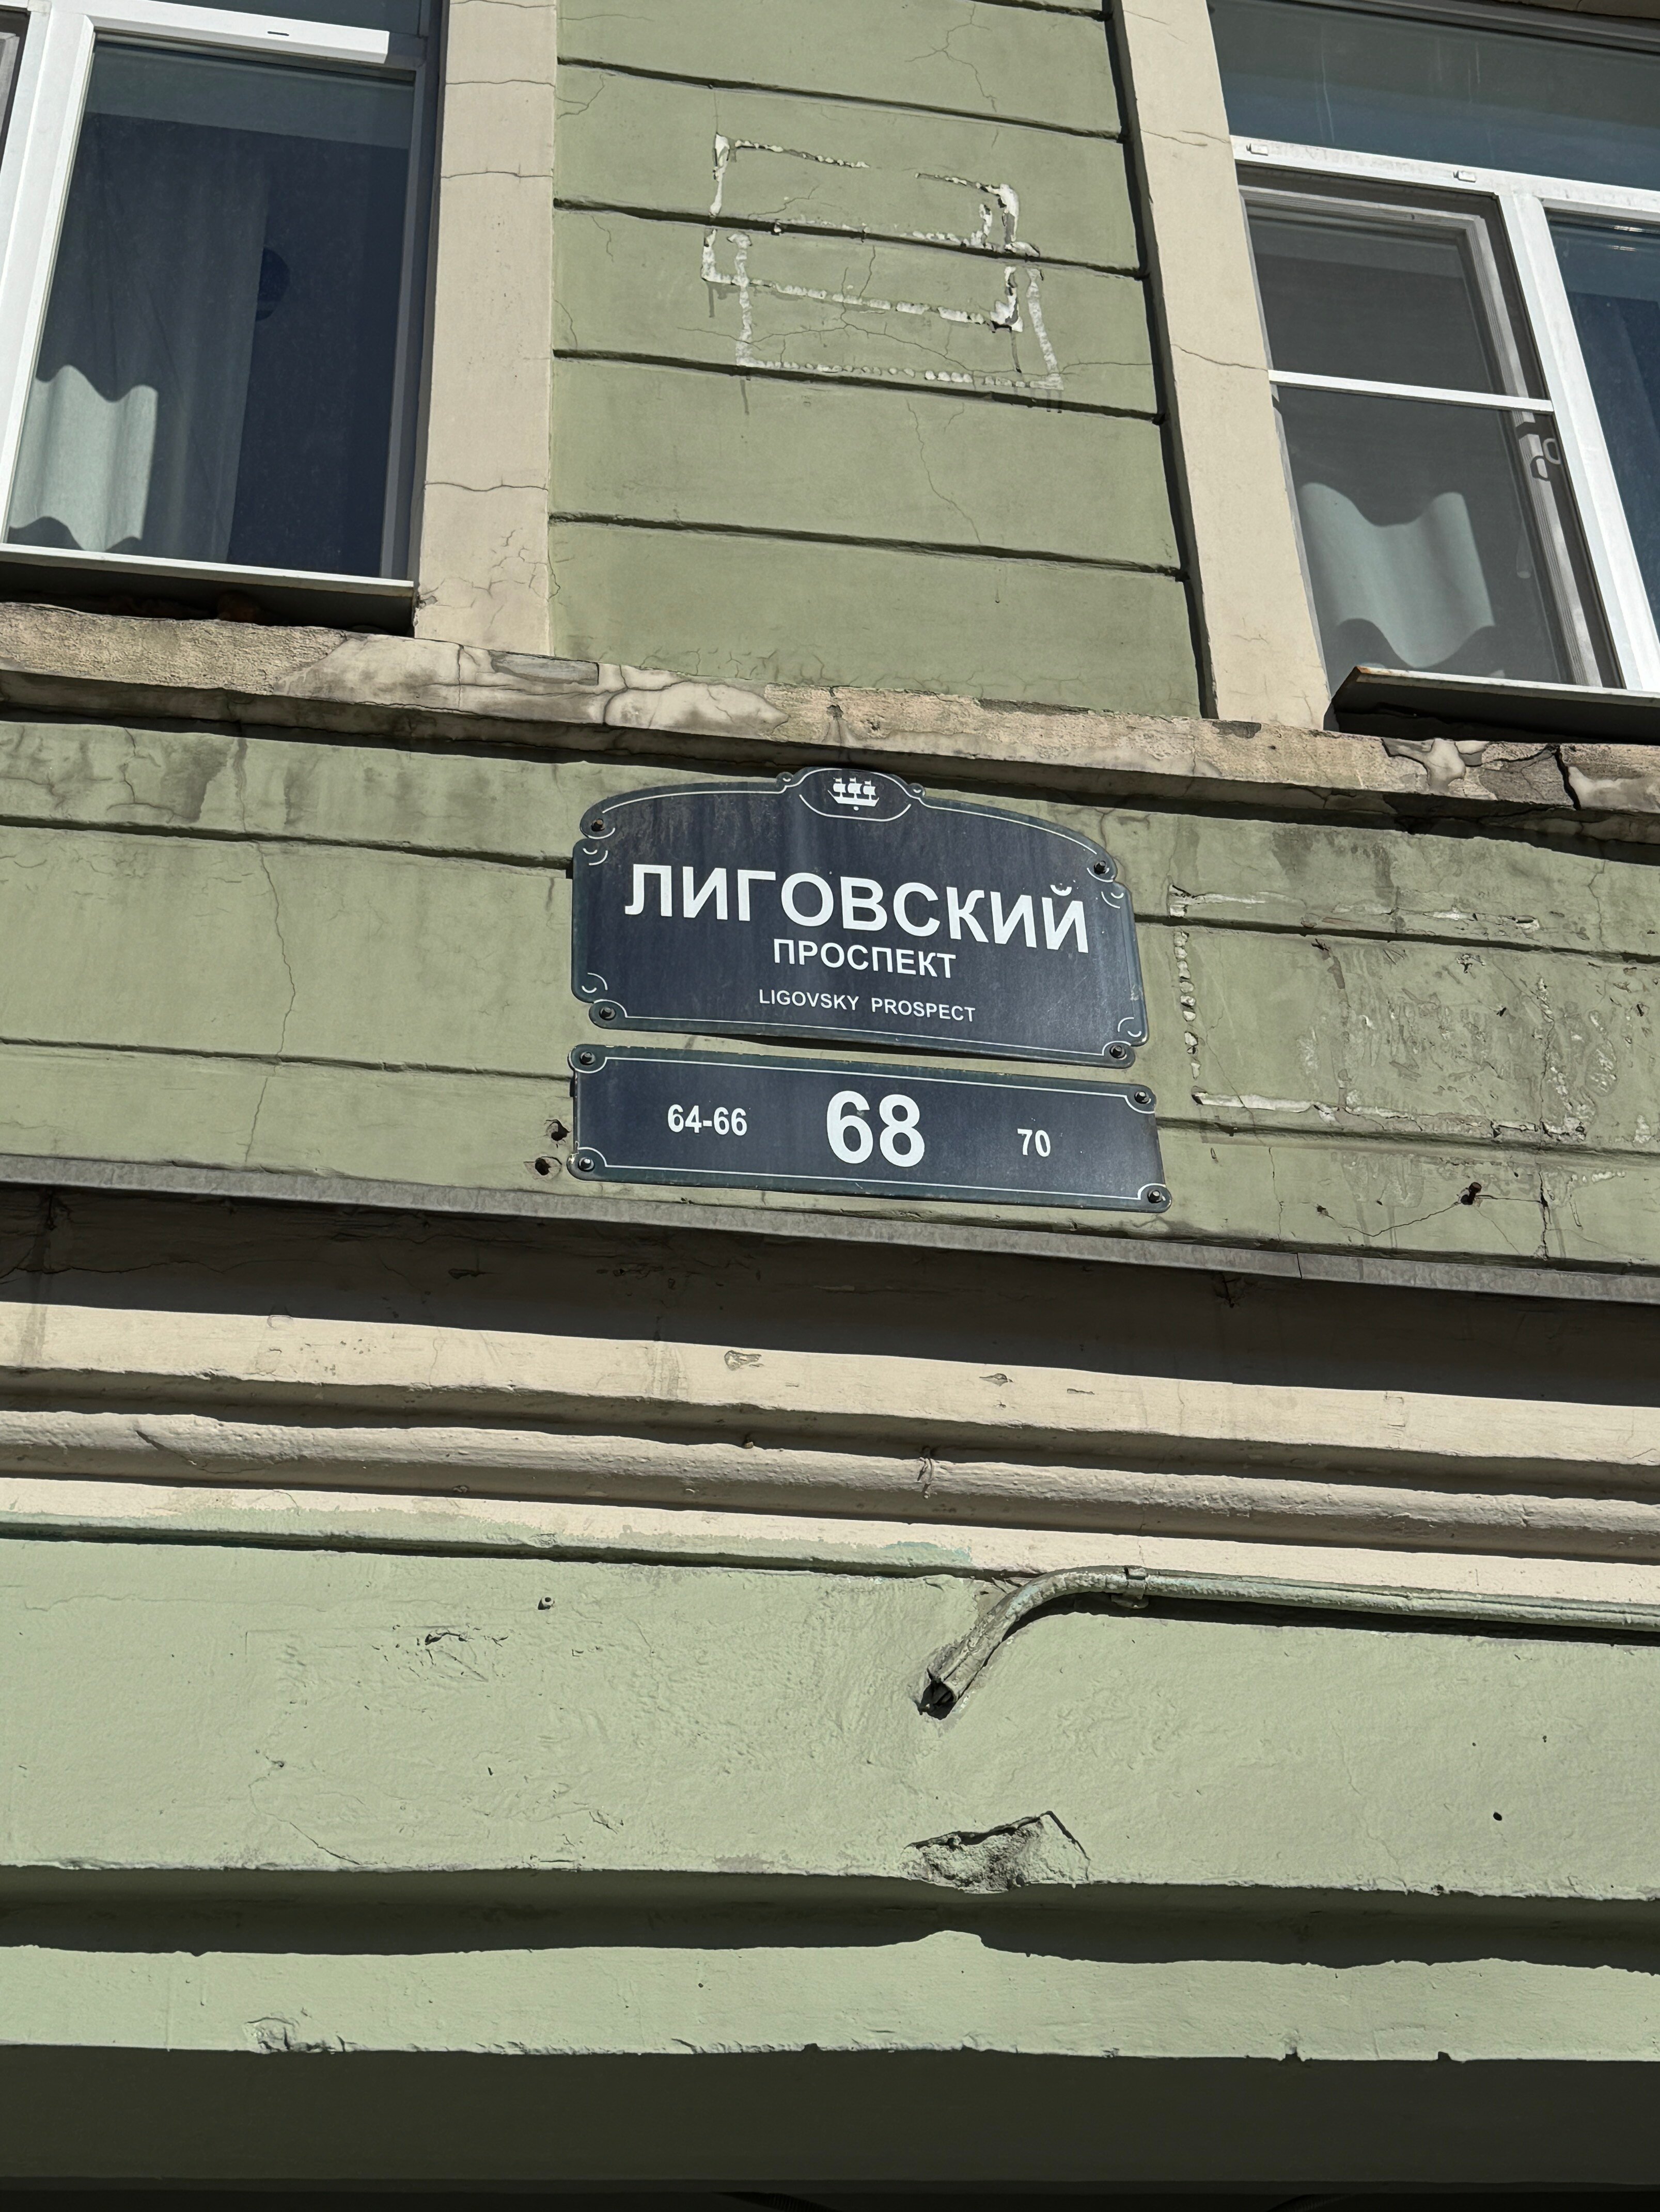 ЛИГОВСКИЙ
ПРОСПЕКТ
LIGOVSKY PROSPECT
64-66 68 70